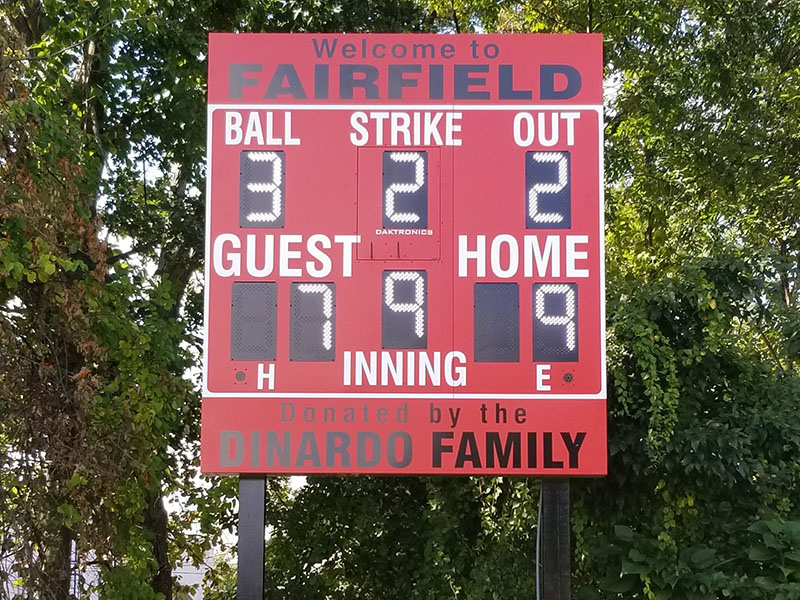 Welcome to
FAIRFIELD
BALL STRIKE OUT
3 2 2
DAKTRONICS
GUEST HOME
7 9 9
INNING
H E
Donated by the
DINARDO FAMILY